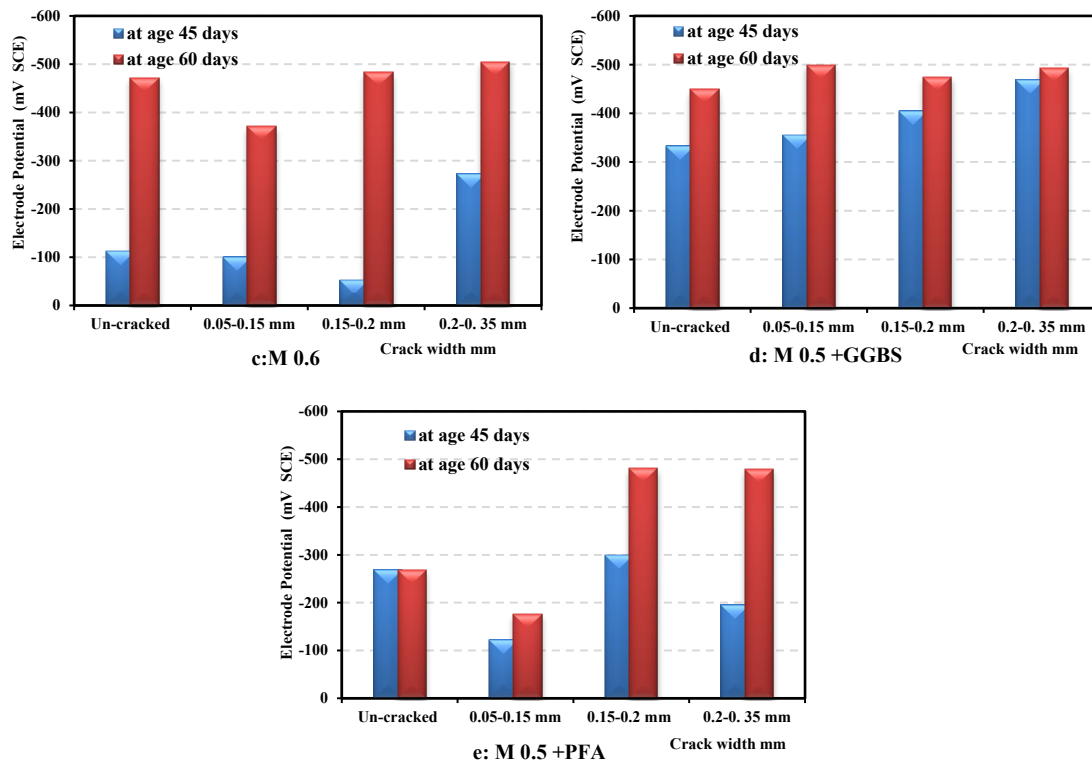 -600
-500
-400
-300
-200
-100
0
Electrode Potential (mV SCE)
at age 45 days
at age 60 days
Un-cracked 0.05-0.15 mm 0.15-0.2 mm 0.2-0. 35 mm
Crack width mm
c:M 0.6
-600
-500
-400
-300
-200
-100
0
Electrode Potential (mV SCE)
at age 45 days
at age 60 days
Un-cracked 0.05-0.15 mm 0.15-0.2 mm 0.2-0. 35 mm
Crack width mm
d: M 0.5 +GGBS
-600
-500
-400
-300
-200
-100
0
Electrode Potential (mV SCE)
at age 45 days
at age 60 days
Un-cracked 0.05-0.15 mm 0.15-0.2 mm 0.2-0. 35 mm
Crack width mm
e: M 0.5 +PFA